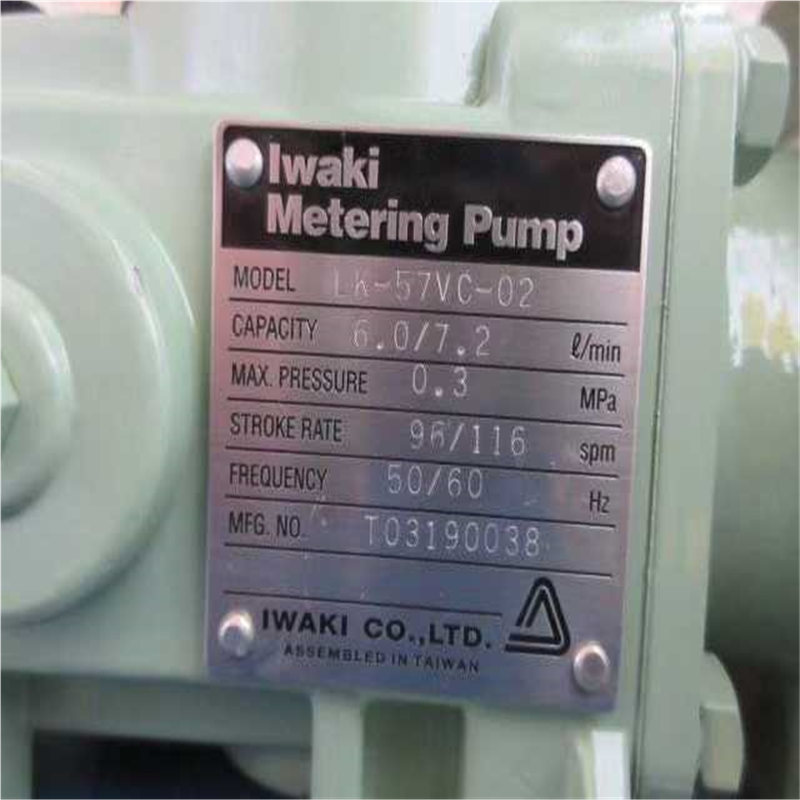 Iwaki
Metering Pump
MODEL LK-57VC-02
CAPACITY 6.0/7.2 ℓ/min
MAX. PRESSURE 0.3 MPa
STROKE RATE 96/116 spm
FREQUENCY 50/60 Hz
MFG. NO. T03190038
IWAKI CO.,LTD.
ASSEMBLED IN TAIWAN